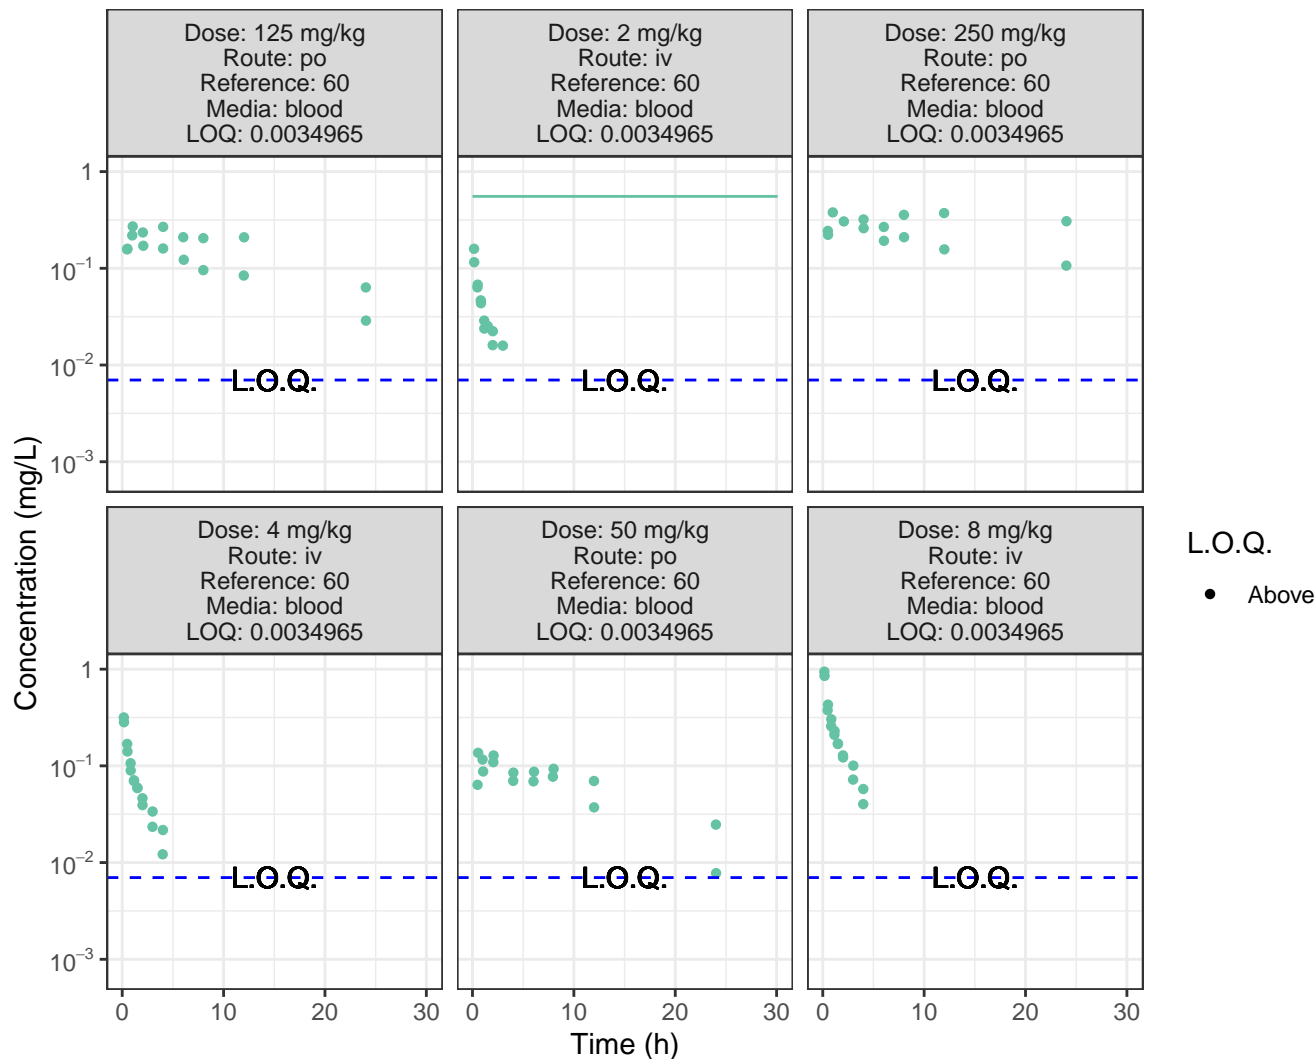 Dose: 125 mg/kg
Route: po
Reference: 60
Media: blood
LOQ: 0.0034965
Dose: 2 mg/kg
Route: iv
Reference: 60
Media: blood
LOQ: 0.0034965
Dose: 250 mg/kg
Route: po
Reference: 60
Media: blood
LOQ: 0.0034965
1
10⁻¹
10⁻²
10⁻³
L.O.Q.
L.O.Q.
L.O.Q.
Concentration (mg/L)
Dose: 4 mg/kg
Route: iv
Reference: 60
Media: blood
LOQ: 0.0034965
Dose: 50 mg/kg
Route: po
Reference: 60
Media: blood
LOQ: 0.0034965
Dose: 8 mg/kg
Route: iv
Reference: 60
Media: blood
LOQ: 0.0034965
1
10⁻¹
10⁻²
10⁻³
L.O.Q.
L.O.Q.
L.O.Q.
0 10 20 30
0 10 20 30
0 10 20 30
Time (h)
L.O.Q.
Above